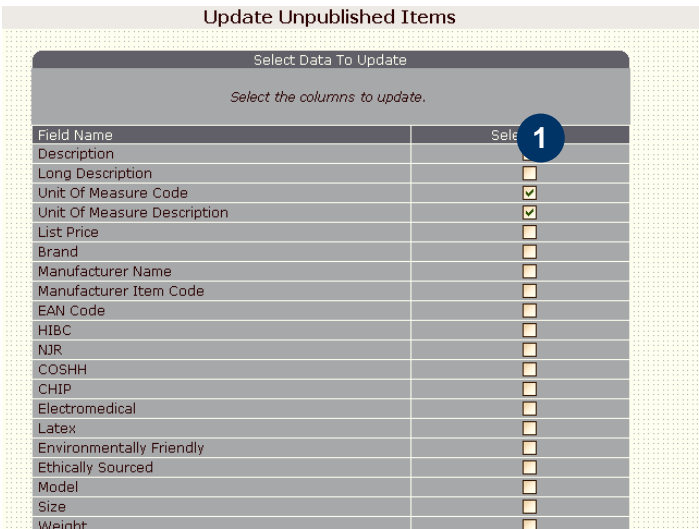 Update Unpublished Items
Select Data To Update
Select the columns to update.
Field Name
1
Description
Long Description
Unit Of Measure Code
Unit Of Measure Description
List Price
Brand
Manufacturer Name
Manufacturer Item Code
EAN Code
HIBC
NJR
COSHH
CHIP
Electromedical
Latex
Environmentally Friendly
Ethically Sourced
Model
Size
Weight